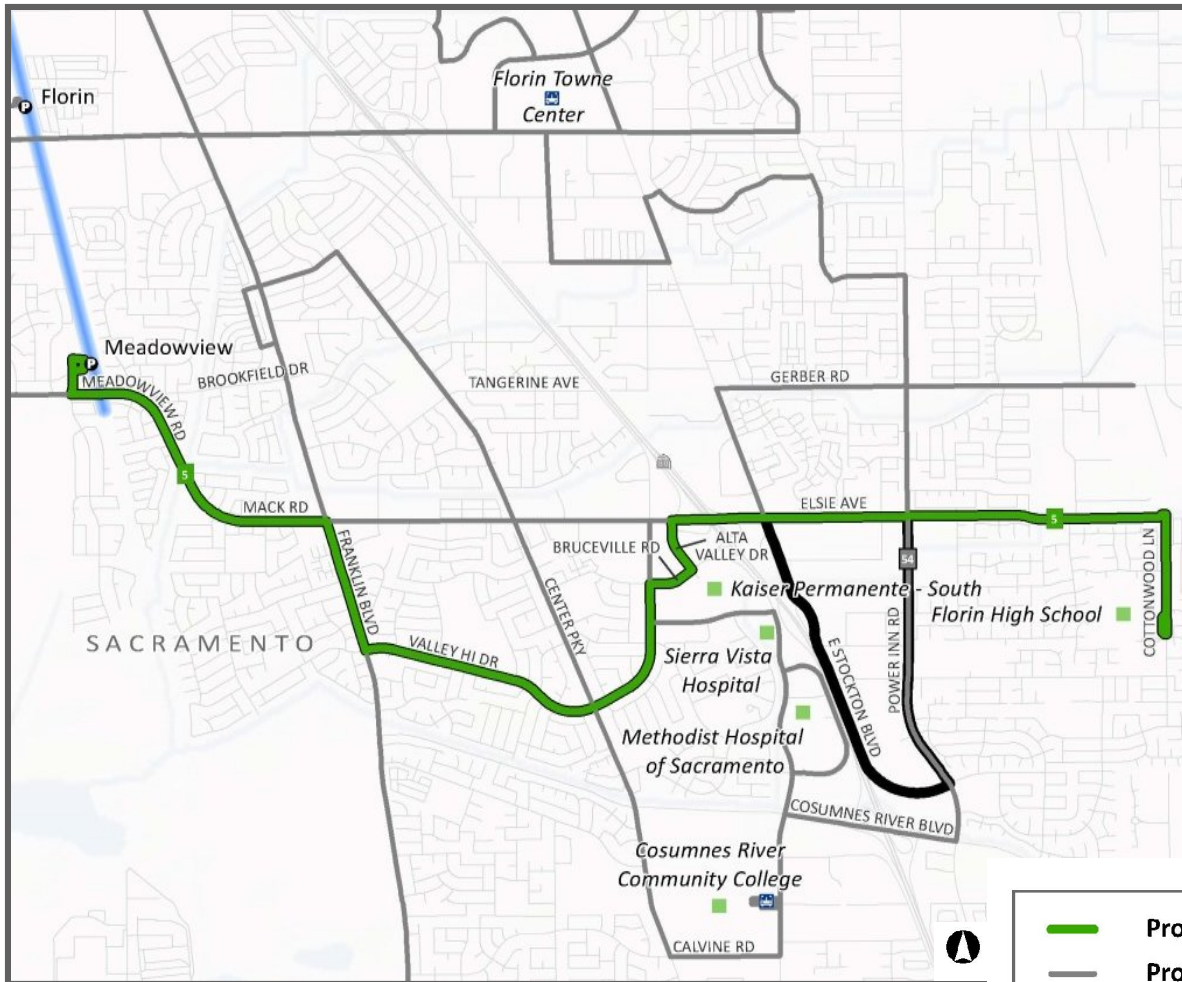 Florin Towne
Center
Florin
Meadowview
MEADOWVIEW RD
BROOKFIELD DR
TANGERINE AVE
GERBER RD
5
MACK RD
ELSIE AVE
5
FRANKLIN BLVD
BRUCEVILLE RD
ALTA
VALLEY DR
54
COTTONWOOD LN
Kaiser Permanente - South
Florin High School
CENTER PKY
SACRAMENTO
VALLEY HI DR
Sierra Vista
Hospital
E STOCKTON BLVD
POWER INN RD
Methodist Hospital
of Sacramento
COSUMNES RIVER BLVD
Cosumnes River
Community College
CALVINE RD
P
P
Pro
Pro